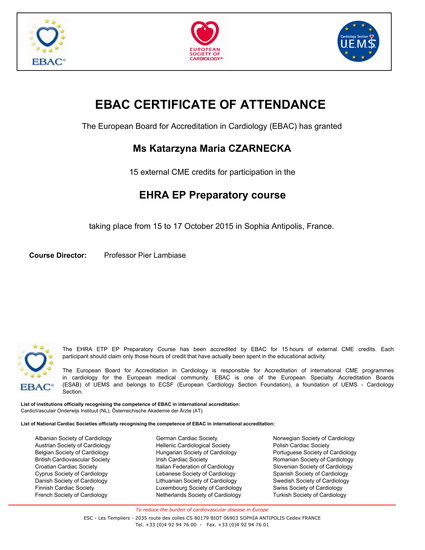 EBAC®
EUROPEAN
SOCIETY OF
CARDIOLOGY®
Cardiology Section
U.E.M.S
EBAC CERTIFICATE OF ATTENDANCE
The European Board for Accreditation in Cardiology (EBAC) has granted
Ms Katarzyna Maria CZARNECKA
15 external CME credits for participation in the
EHRA EP Preparatory course
taking place from 15 to 17 October 2015 in Sophia Antipolis, France.
Course Director: Professor Pier Lambiase
EBAC®
The EHRA ETP EP Preparatory Course has been accredited by EBAC for 15 hours of external CME credits. Each
participant should claim only those hours of credit that have actually been spent in the educational activity.
The European Board for Accreditation in Cardiology is responsible for Accreditation of international CME programmes
in cardiology for the European medical community. EBAC is one of the European Specialty Accreditation Boards
(ESAB) of UEMS and belongs to ECSF (European Cardiology Section Foundation), a foundation of UEMS - Cardiology
Section.
List of institutions officially recognising the competence of EBAC in international accreditation:
CardioVasculair Onderwijs Instituut (NL); Österreichische Akademie der Ärzte (AT).
List of National Cardiac Societies officially recognising the competence of EBAC in international accreditation:
Albanian Society of Cardiology
Austrian Society of Cardiology
Belgian Society of Cardiology
British Cardiovascular Society
Croatian Cardiac Society
Cyprus Society of Cardiology
Danish Society of Cardiology
Finnish Cardiac Society
French Society of Cardiology
German Cardiac Society
Hellenic Cardiological Society
Hungarian Society of Cardiology
Irish Cardiac Society
Italian Federation of Cardiology
Lebanese Society of Cardiology
Lithuanian Society of Cardiology
Luxembourg Society of Cardiology
Netherlands Society of Cardiology
Norwegian Society of Cardiology
Polish Cardiac Society
Portuguese Society of Cardiology
Romanian Society of Cardiology
Slovenian Society of Cardiology
Spanish Society of Cardiology
Swedish Society of Cardiology
Swiss Society of Cardiology
Turkish Society of Cardiology
To reduce the burden of cardiovascular disease in Europe
ESC - Les Templiers - 2035 route des colles CS 80179 BIOT 06903 SOPHIA ANTIPOLIS Cedex FRANCE
Tel. +33 (0)4 92 94 76 00 - Fax. +33 (0)4 92 94 76 01